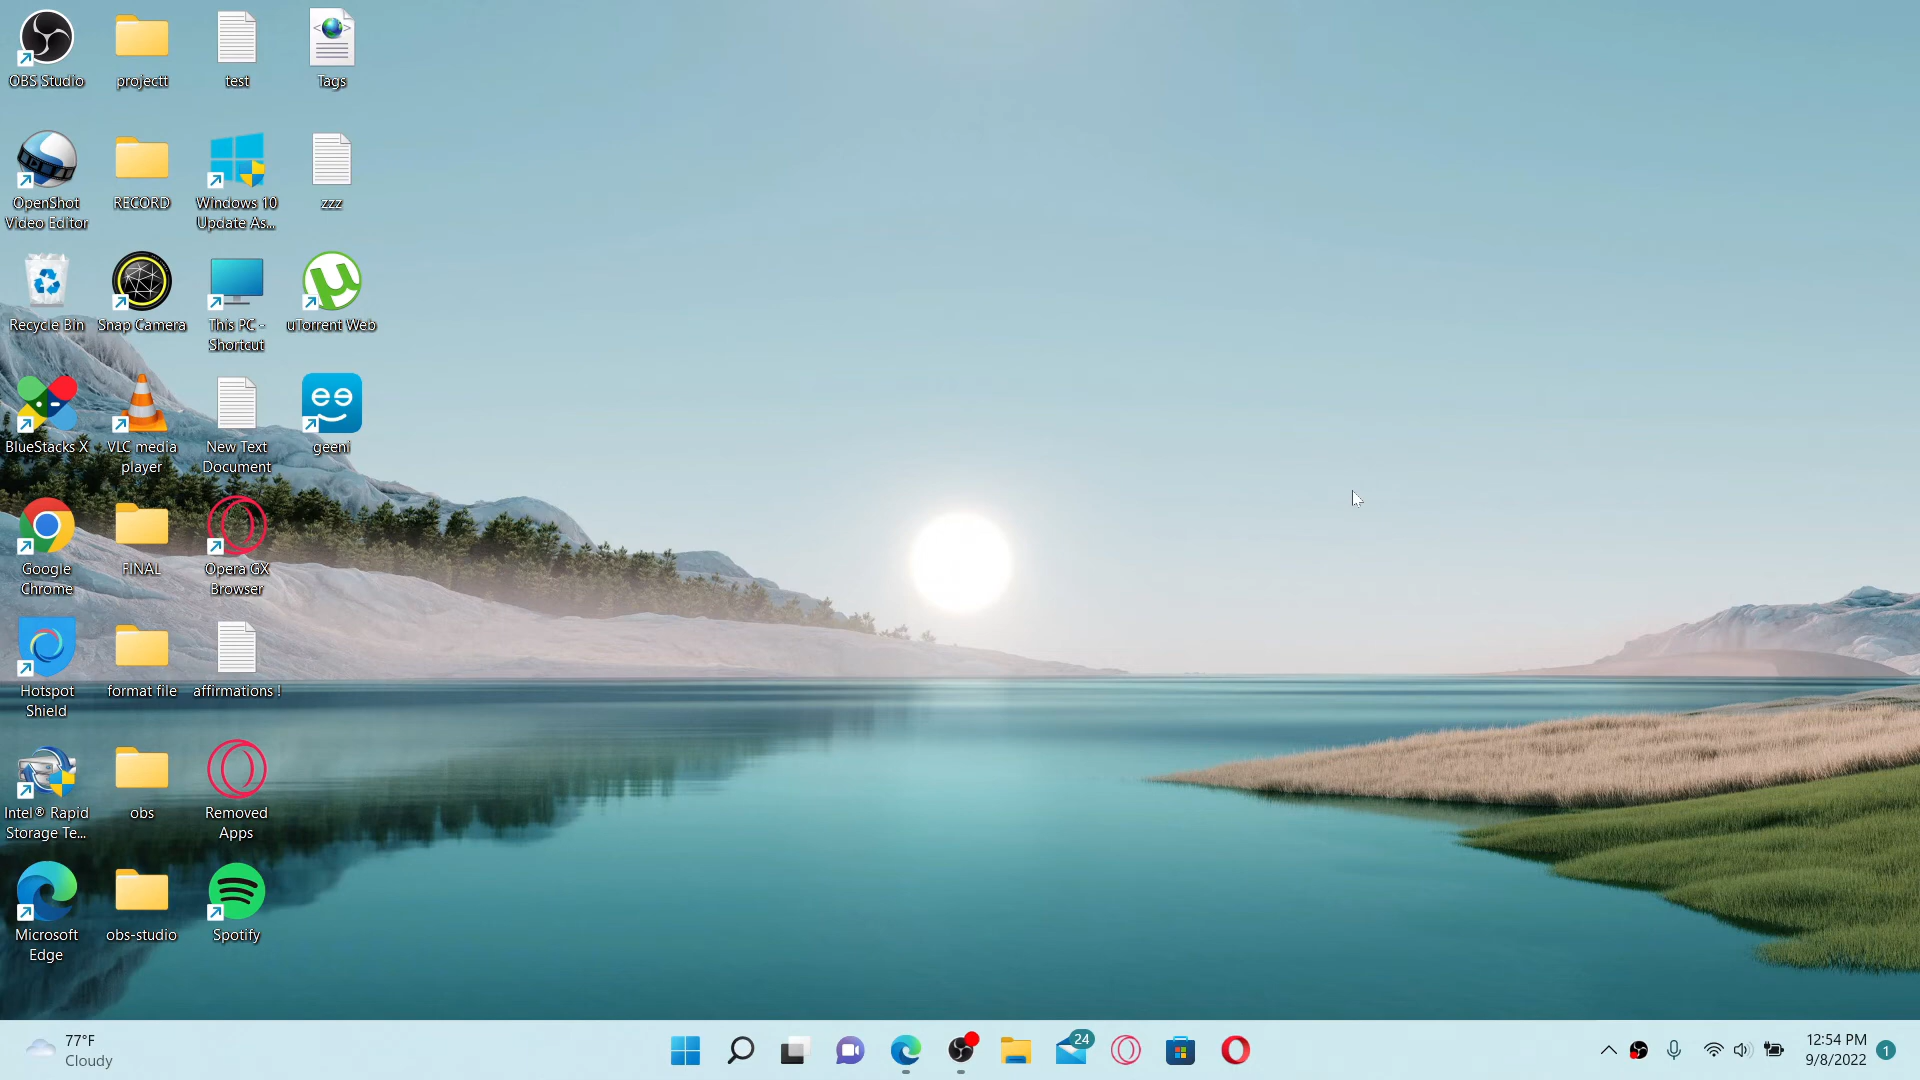 OBS Studio
projectt
test
Tags
OpenShot
Video Editor
RECORD
Windows 10
Update As...
zzz
Recycle Bin
Snap Camera
This PC -
Shortcut
uTorrent Web
BlueStacks X
VLC media
player
New Text
Document
geeni
Google
Chrome
FINAL
Opera GX
Browser
Hotspot
Shield
format file
affirmations !
Intel® Rapid
Storage Te...
obs
Removed
Apps
Microsoft
Edge
obs-studio
Spotify
77°F
Cloudy
24
12:54 PM
9/8/2022
1